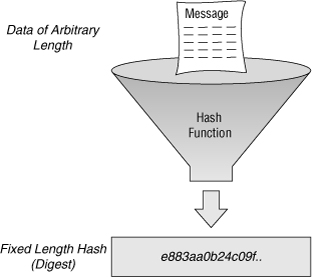 Message
Data of Arbitrary
Length
Hash
Function
Fixed Length Hash
(Digest)
e883aa0b24c09f..